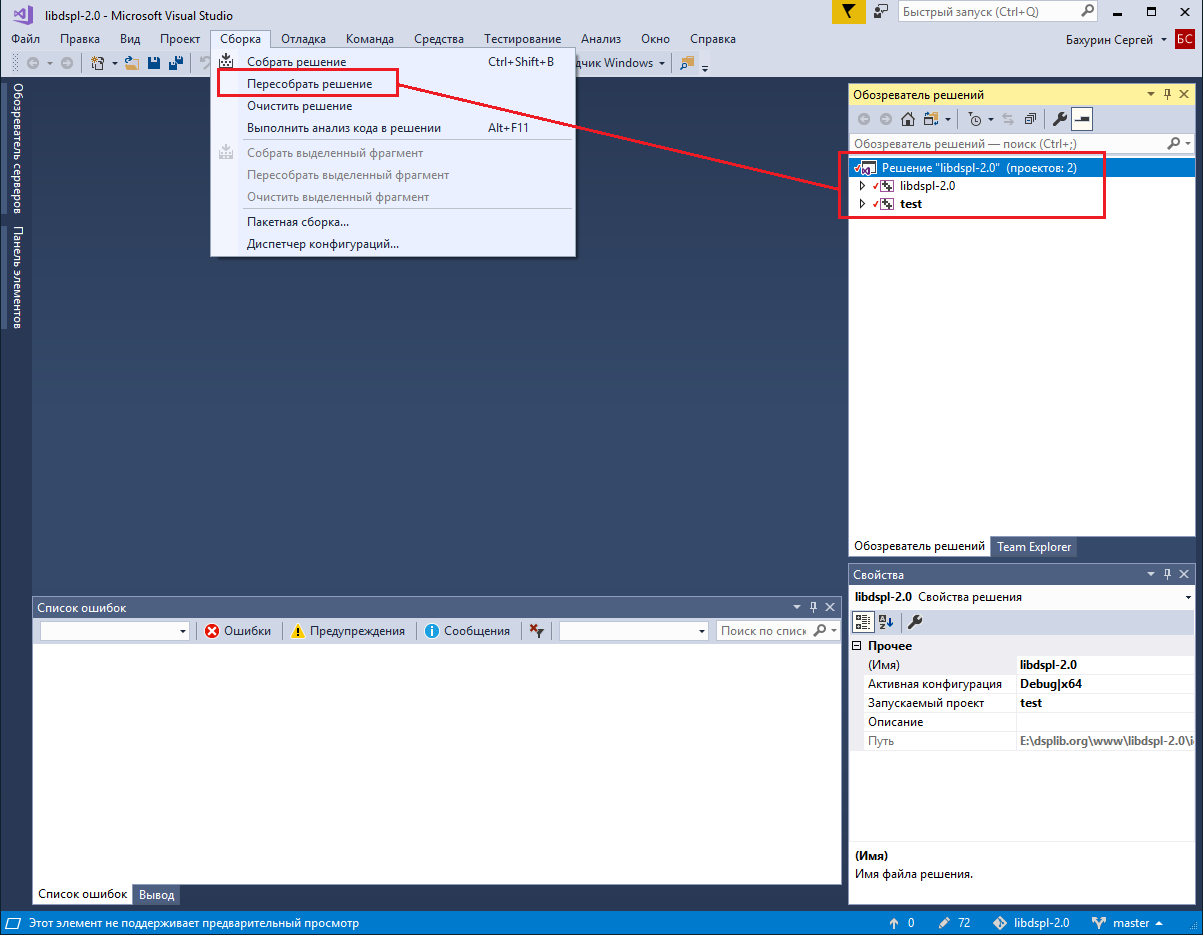 libdspl-2.0 - Microsoft Visual Studio
Быстрый запуск (Ctrl+Q)
Файл Правка Вид Проект Сборка Отладка Команда Средства Тестирование Анализ Окно Справка
Бахурин Сергей БС
дчик Windows
Собрать решение Ctrl+Shift+B
Пересобрать решение
Очистить решение
Выполнить анализ кода в решении Alt+F11
Собрать выделенный фрагмент
Пересобрать выделенный фрагмент
Очистить выделенный фрагмент
Пакетная сборка...
Диспетчер конфигураций...
Обозреватель серверов
Панель элементов
Обозреватель решений
Обозреватель решений — поиск (Ctrl+;)
Решение "libdspl-2.0" (проектов: 2)
libdspl-2.0
test
Обозреватель решений Team Explorer
Свойства
libdspl-2.0 Свойства решения
Прочее
(Имя) libdspl-2.0
Активная конфигурация Debug|x64
Запускаемый проект test
Описание
Путь E:\dsplib.org\www\libdspl-2.0\i
(Имя)
Имя файла решения.
Список ошибок
Ошибки Предупреждения Сообщения Поиск по списк
Список ошибок Вывод
Этот элемент не поддерживает предварительный просмотр
0 72 libdspl-2.0 master